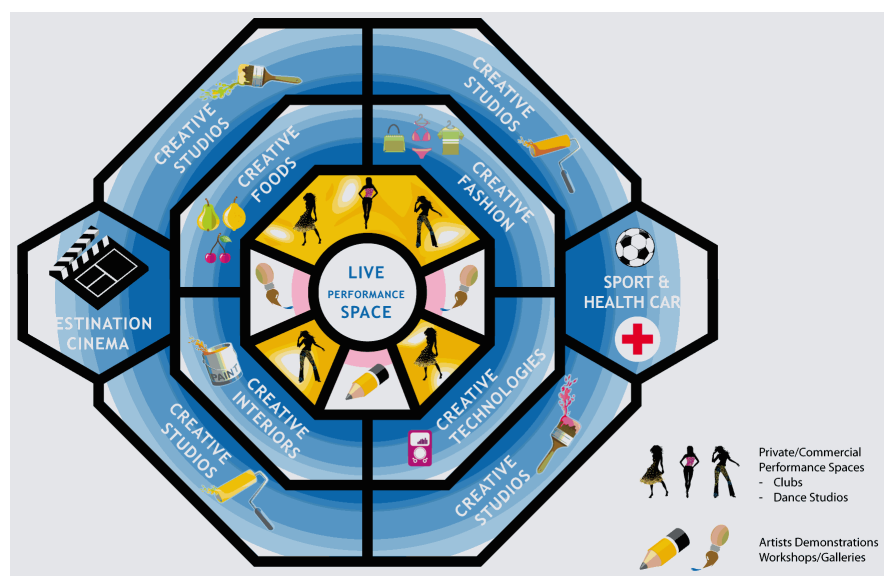 CREATIVE
STUDIOS
CREATIVE
STUDIOS
CREATIVE
FOODS
CREATIVE
FASHION
LIVE
PERFORMANCE
SPACE
ESTINATION
CINEMA
SPORT &
HEALTH CAR
PAINT
CREATIVE
INTERIORS
CREATIVE
TECHNOLOGIES
CREATIVE
STUDIOS
CREATIVE
STUDIOS
Private/Commercial
Performance Spaces
- Clubs
- Dance Studios
Artists Demonstrations
Workshops/Galleries